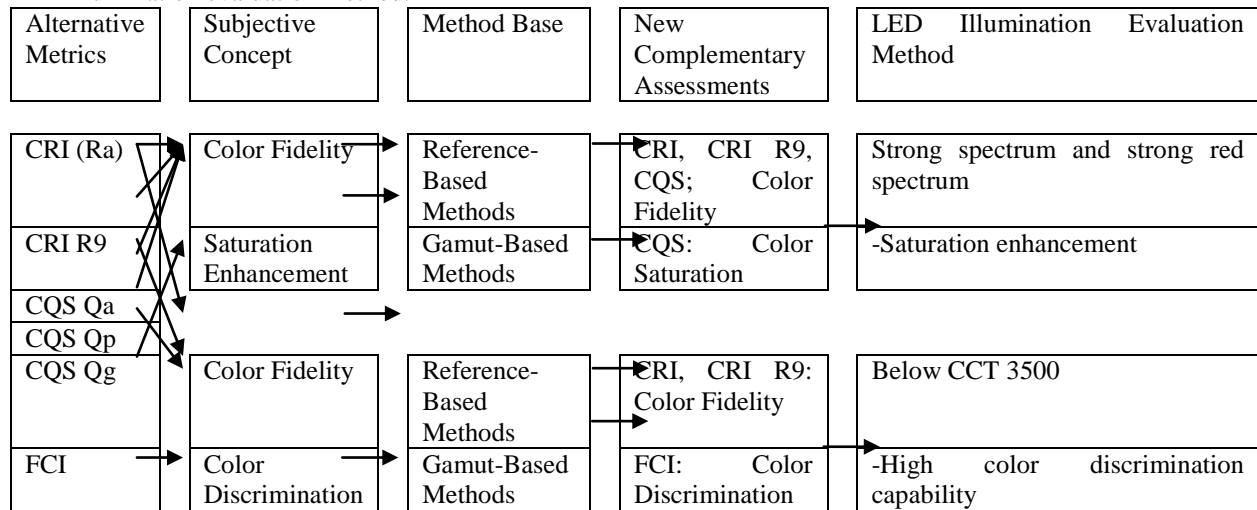 Alternative Metrics
Subjective Concept
Method Base
New Complementary Assessments
LED Illumination Evaluation Method
CRI (Ra)
Color Fidelity
Reference-Based Methods
CRI, CRI R9, CQS; Color Fidelity
Strong spectrum and strong red spectrum
CRI R9
Saturation Enhancement
Gamut-Based Methods
CQS: Color Saturation
-Saturation enhancement
CQS Qa
CQS Qp
CQS Qg
Color Fidelity
Reference-Based Methods
CRI, CRI R9: Color Fidelity
Below CCT 3500
FCI
Color Discrimination
Gamut-Based Methods
FCI: Color Discrimination
-High color discrimination capability